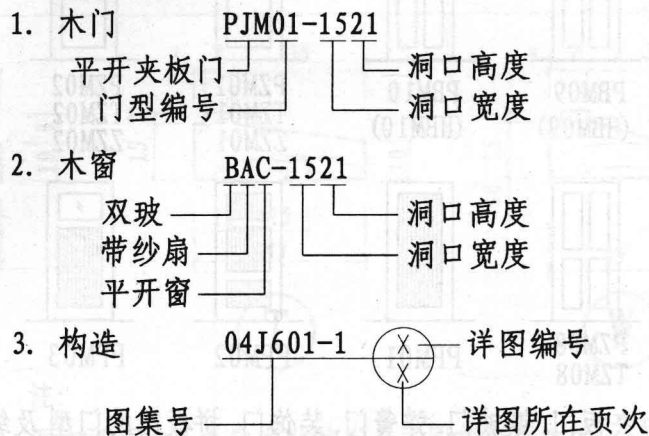 1. 木门 PJM01-1521
平开夹板门 洞口高度
门型编号 洞口宽度
2. 木窗 BAC-1521
双玻 洞口高度
带纱扇 洞口宽度
平开窗
3. 构造 04J601-1 X 详图编号
X
图集号 详图所在页次